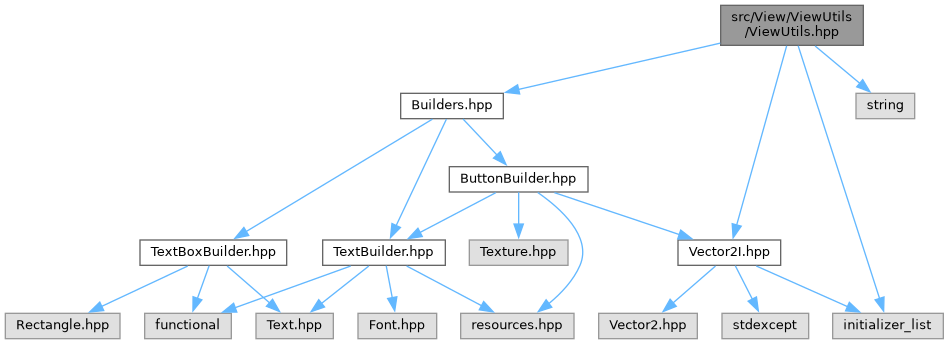 src/View/ViewUtils
/ViewUtils.hpp
Builders.hpp
string
ButtonBuilder.hpp
TextBoxBuilder.hpp
TextBuilder.hpp
Texture.hpp
Vector2I.hpp
Rectangle.hpp
functional
Text.hpp
Font.hpp
resources.hpp
Vector2.hpp
stdexcept
initializer_list